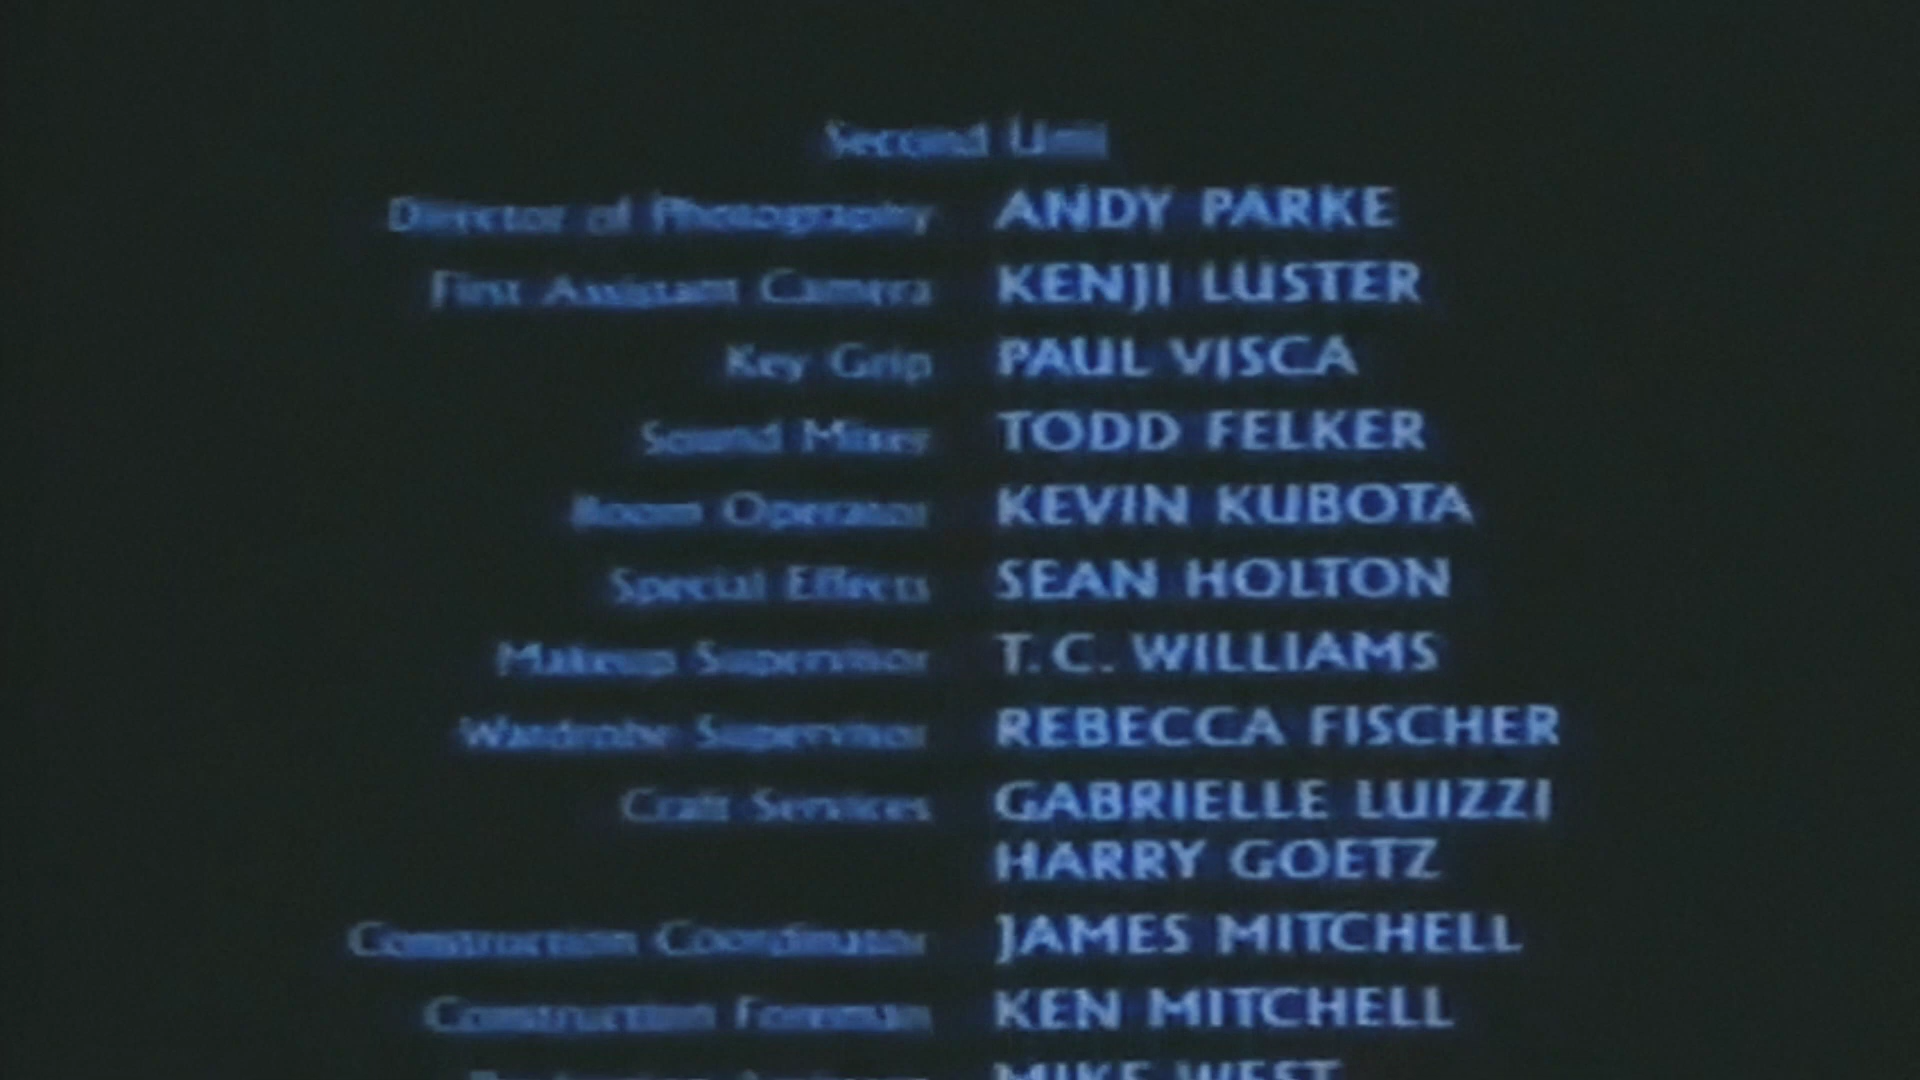 Second Unit
Director of Photography ANDY PARKE
First Assistant Camera KENJI LUSTER
Key Grip PAUL VISCA
Sound Mixer TODD FELKER
Boom Operator KEVIN KUBOTA
Special Effects SEAN HOLTON
Makeup Supervisor T.C. WILLIAMS
Wardrobe Supervisor REBECCA FISCHER
Craft Services GABRIELLE LUIZZI
HARRY GOETZ
Construction Coordinator JAMES MITCHELL
Construction Foreman KEN MITCHELL
MIKE WEST